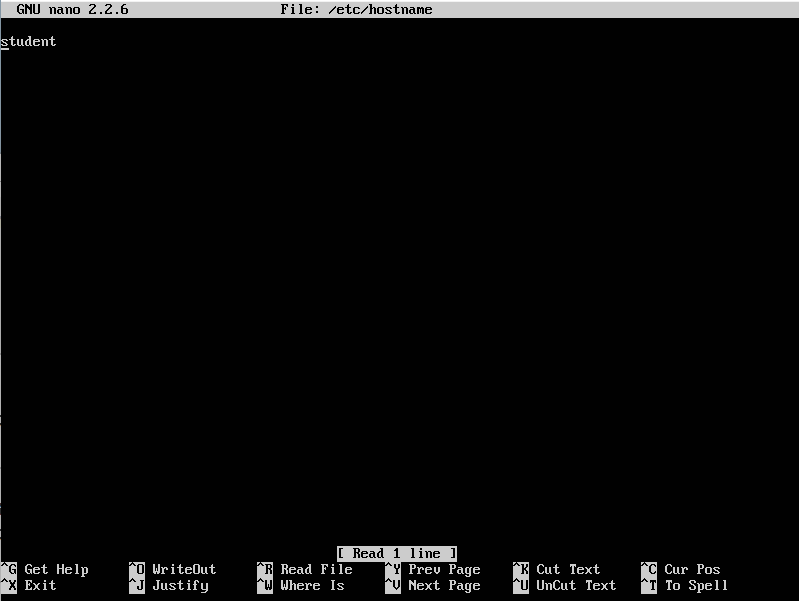 GNU nano 2.2.6 File: /etc/hostname
student
[ Read 1 line ]
^G Get Help ^O WriteOut ^R Read File ^Y Prev Page ^K Cut Text ^C Cur Pos
^X Exit ^J Justify ^W Where Is ^V Next Page ^U UnCut Text ^T To Spell